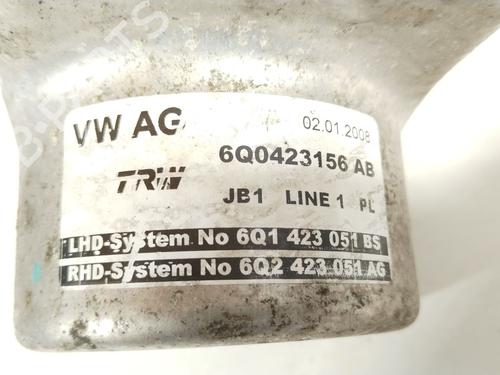 VW AG
02.01.2008
6Q0423156 AB
TRW
JB1 LINE 1 PL
LHD-System No 6Q1 423 051 BS
RHD-System No 6Q2 423 051 AG
B-PARTS